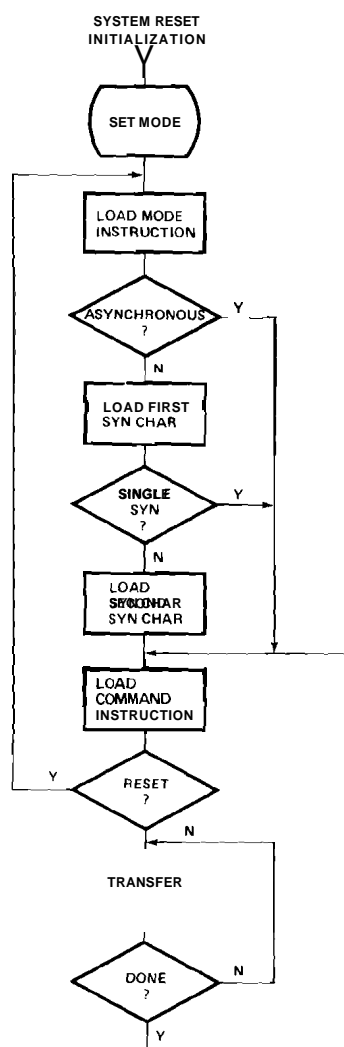 SYSTEM RESET
INITIALIZATION
SET MODE
LOAD MODE
INSTRUCTION
ASYNCHRONOUS
?
Y
N
LOAD FIRST
SYN CHAR
SINGLE
SYN
?
Y
N
LOAD
SECOND
SYN CHAR
LOAD
COMMAND
INSTRUCTION
RESET
?
Y
N
TRANSFER
DONE
?
N
Y